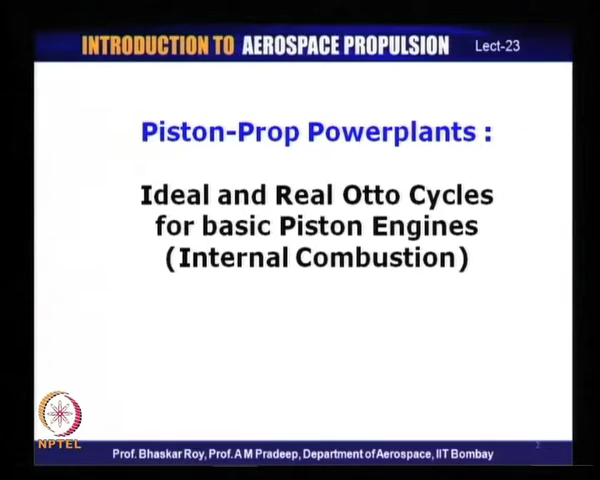 INTRODUCTION TO AEROSPACE PROPULSION Lect-23
Piston-Prop Powerplants :
Ideal and Real Otto Cycles
for basic Piston Engines
(Internal Combustion)
NPTEL
2
Prof. Bhaskar Roy, Prof. A M Pradeep, Department of Aerospace, IIT Bombay